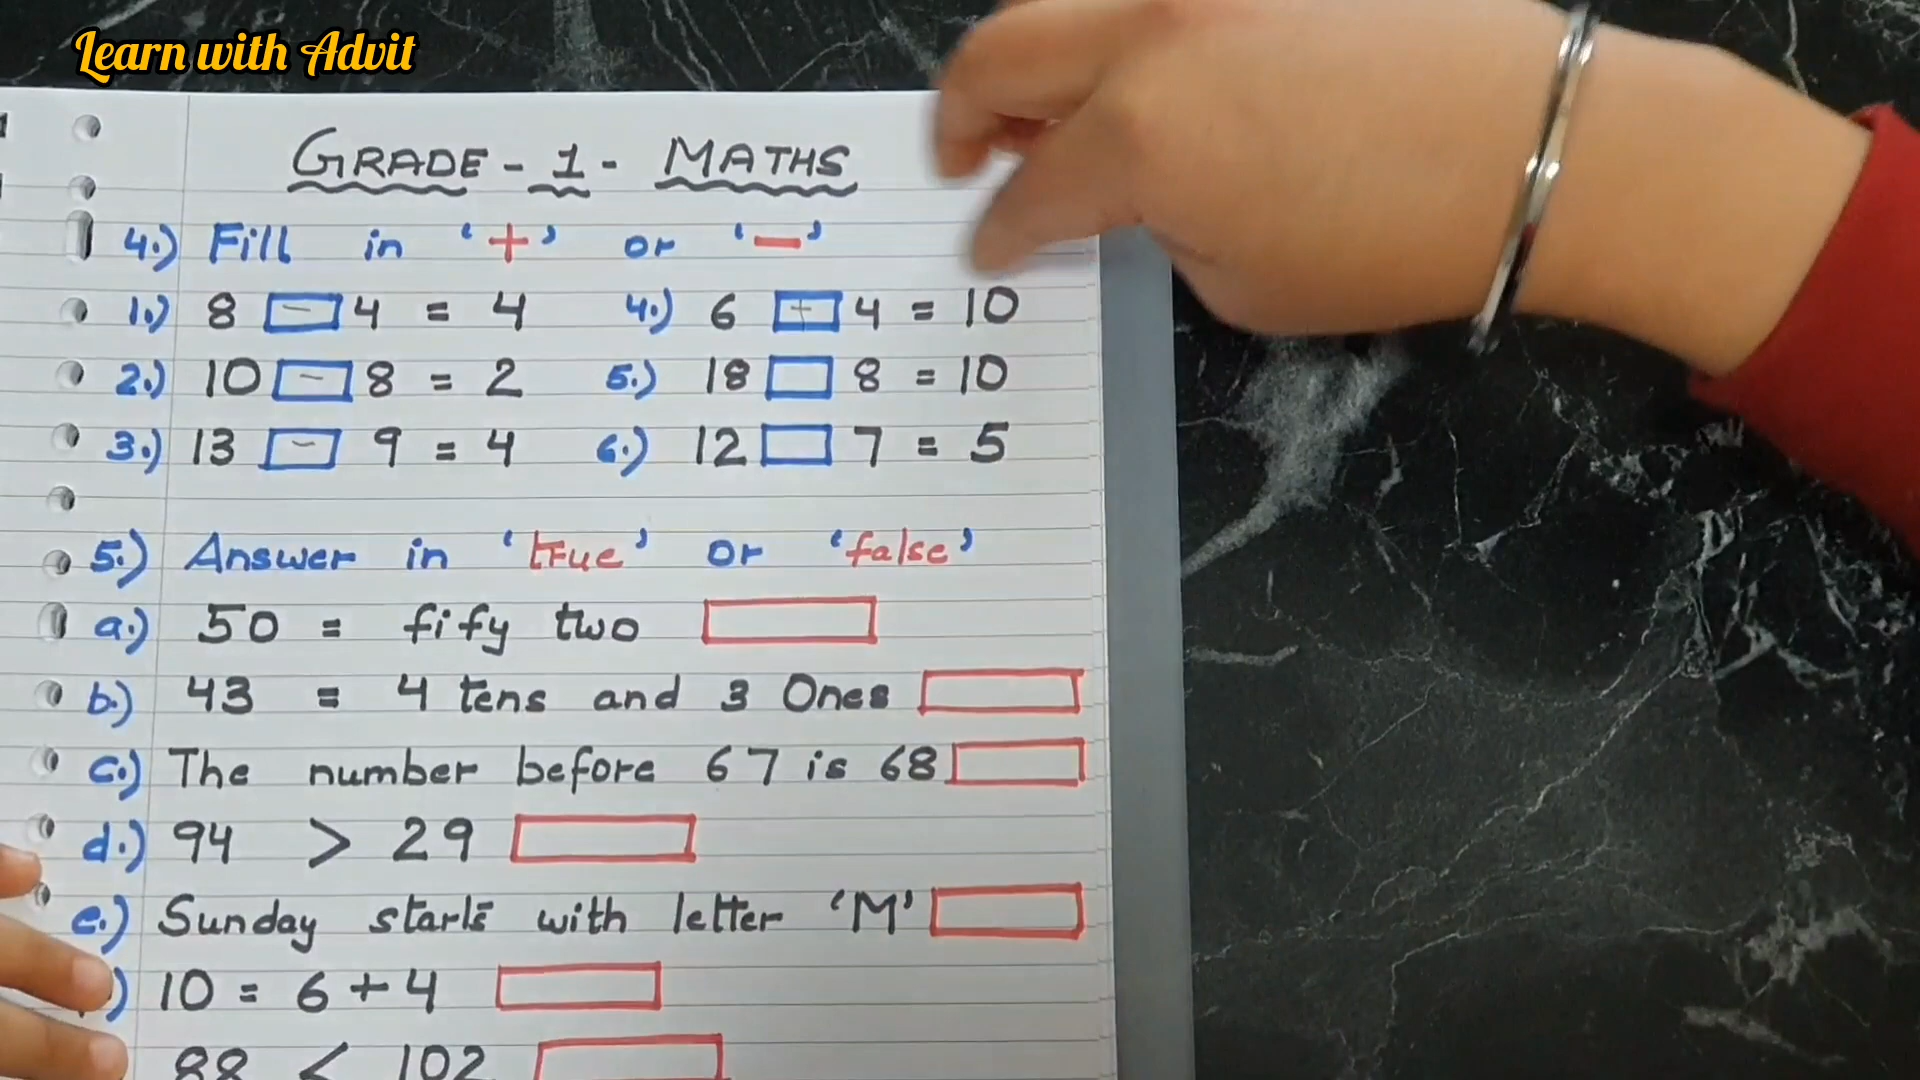 Learn with Advit
GRADE - 1 - MATHS
4.) Fill in '+' or '-'
1.) 8 - 4 = 4 4.) 6 + 4 = 10
2.) 10 - 8 = 2 5.) 18 8 = 10
3.) 13 - 9 = 4 6.) 12 7 = 5
5.) Answer in 'true' or 'false'
a.) 50 = fify two
b.) 43 = 4 tens and 3 Ones
c.) The number before 67 is 68
d.) 94 > 29
e.) Sunday starts with letter 'M'
) 10 = 6 + 4
88 < 102